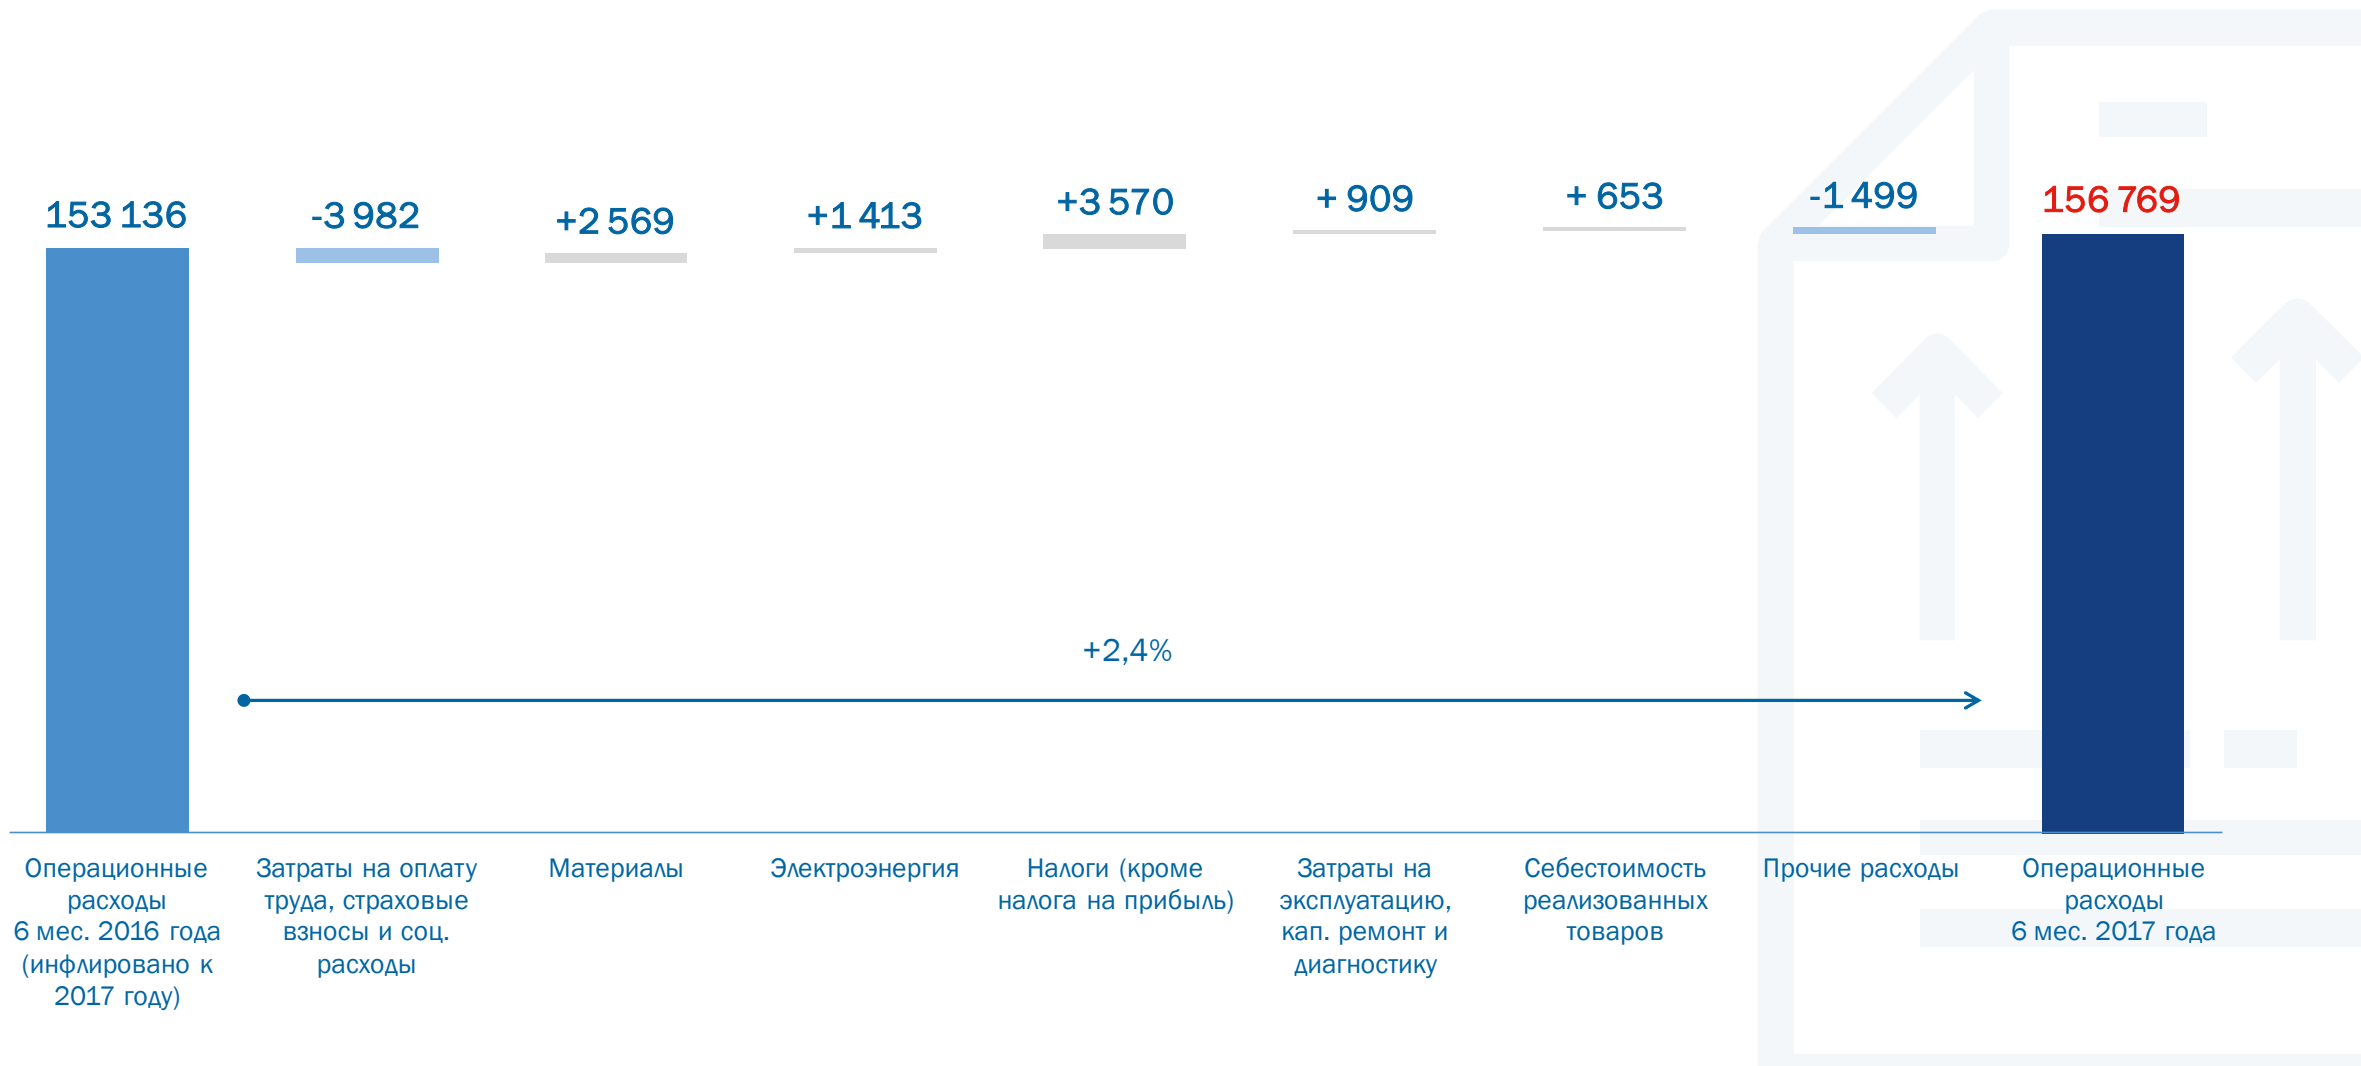 153 136
-3 982
+2 569
+1 413
+3 570
+ 909
+ 653
-1 499
156 769
+2,4%
Операционные
расходы
6 мес. 2016 года
(инфлировано к
2017 году)
Затраты на оплату
труда, страховые
взносы и соц.
расходы
Материалы
Электроэнергия
Налоги (кроме
налога на прибыль)
Затраты на
эксплуатацию,
кап. ремонт и
диагностику
Себестоимость
реализованных
товаров
Прочие расходы
Операционные
расходы
6 мес. 2017 года